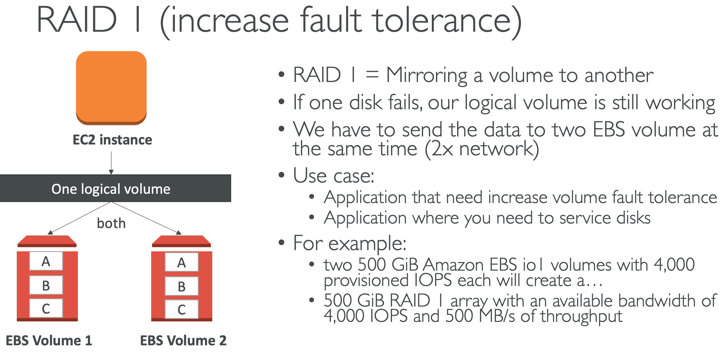 RAID 1 (increase fault tolerance)
EC2 instance
One logical volume
both
A
B
C
EBS Volume 1
A
B
C
EBS Volume 2
• RAID 1 = Mirroring a volume to another
• If one disk fails, our logical volume is still working
• We have to send the data to two EBS volume at
the same time (2x network)
• Use case:
• Application that need increase volume fault tolerance
• Application where you need to service disks
• For example:
• two 500 GiB Amazon EBS io1 volumes with 4,000
provisioned IOPS each will create a…
• 500 GiB RAID 1 array with an available bandwidth of
4,000 IOPS and 500 MB/s of throughput